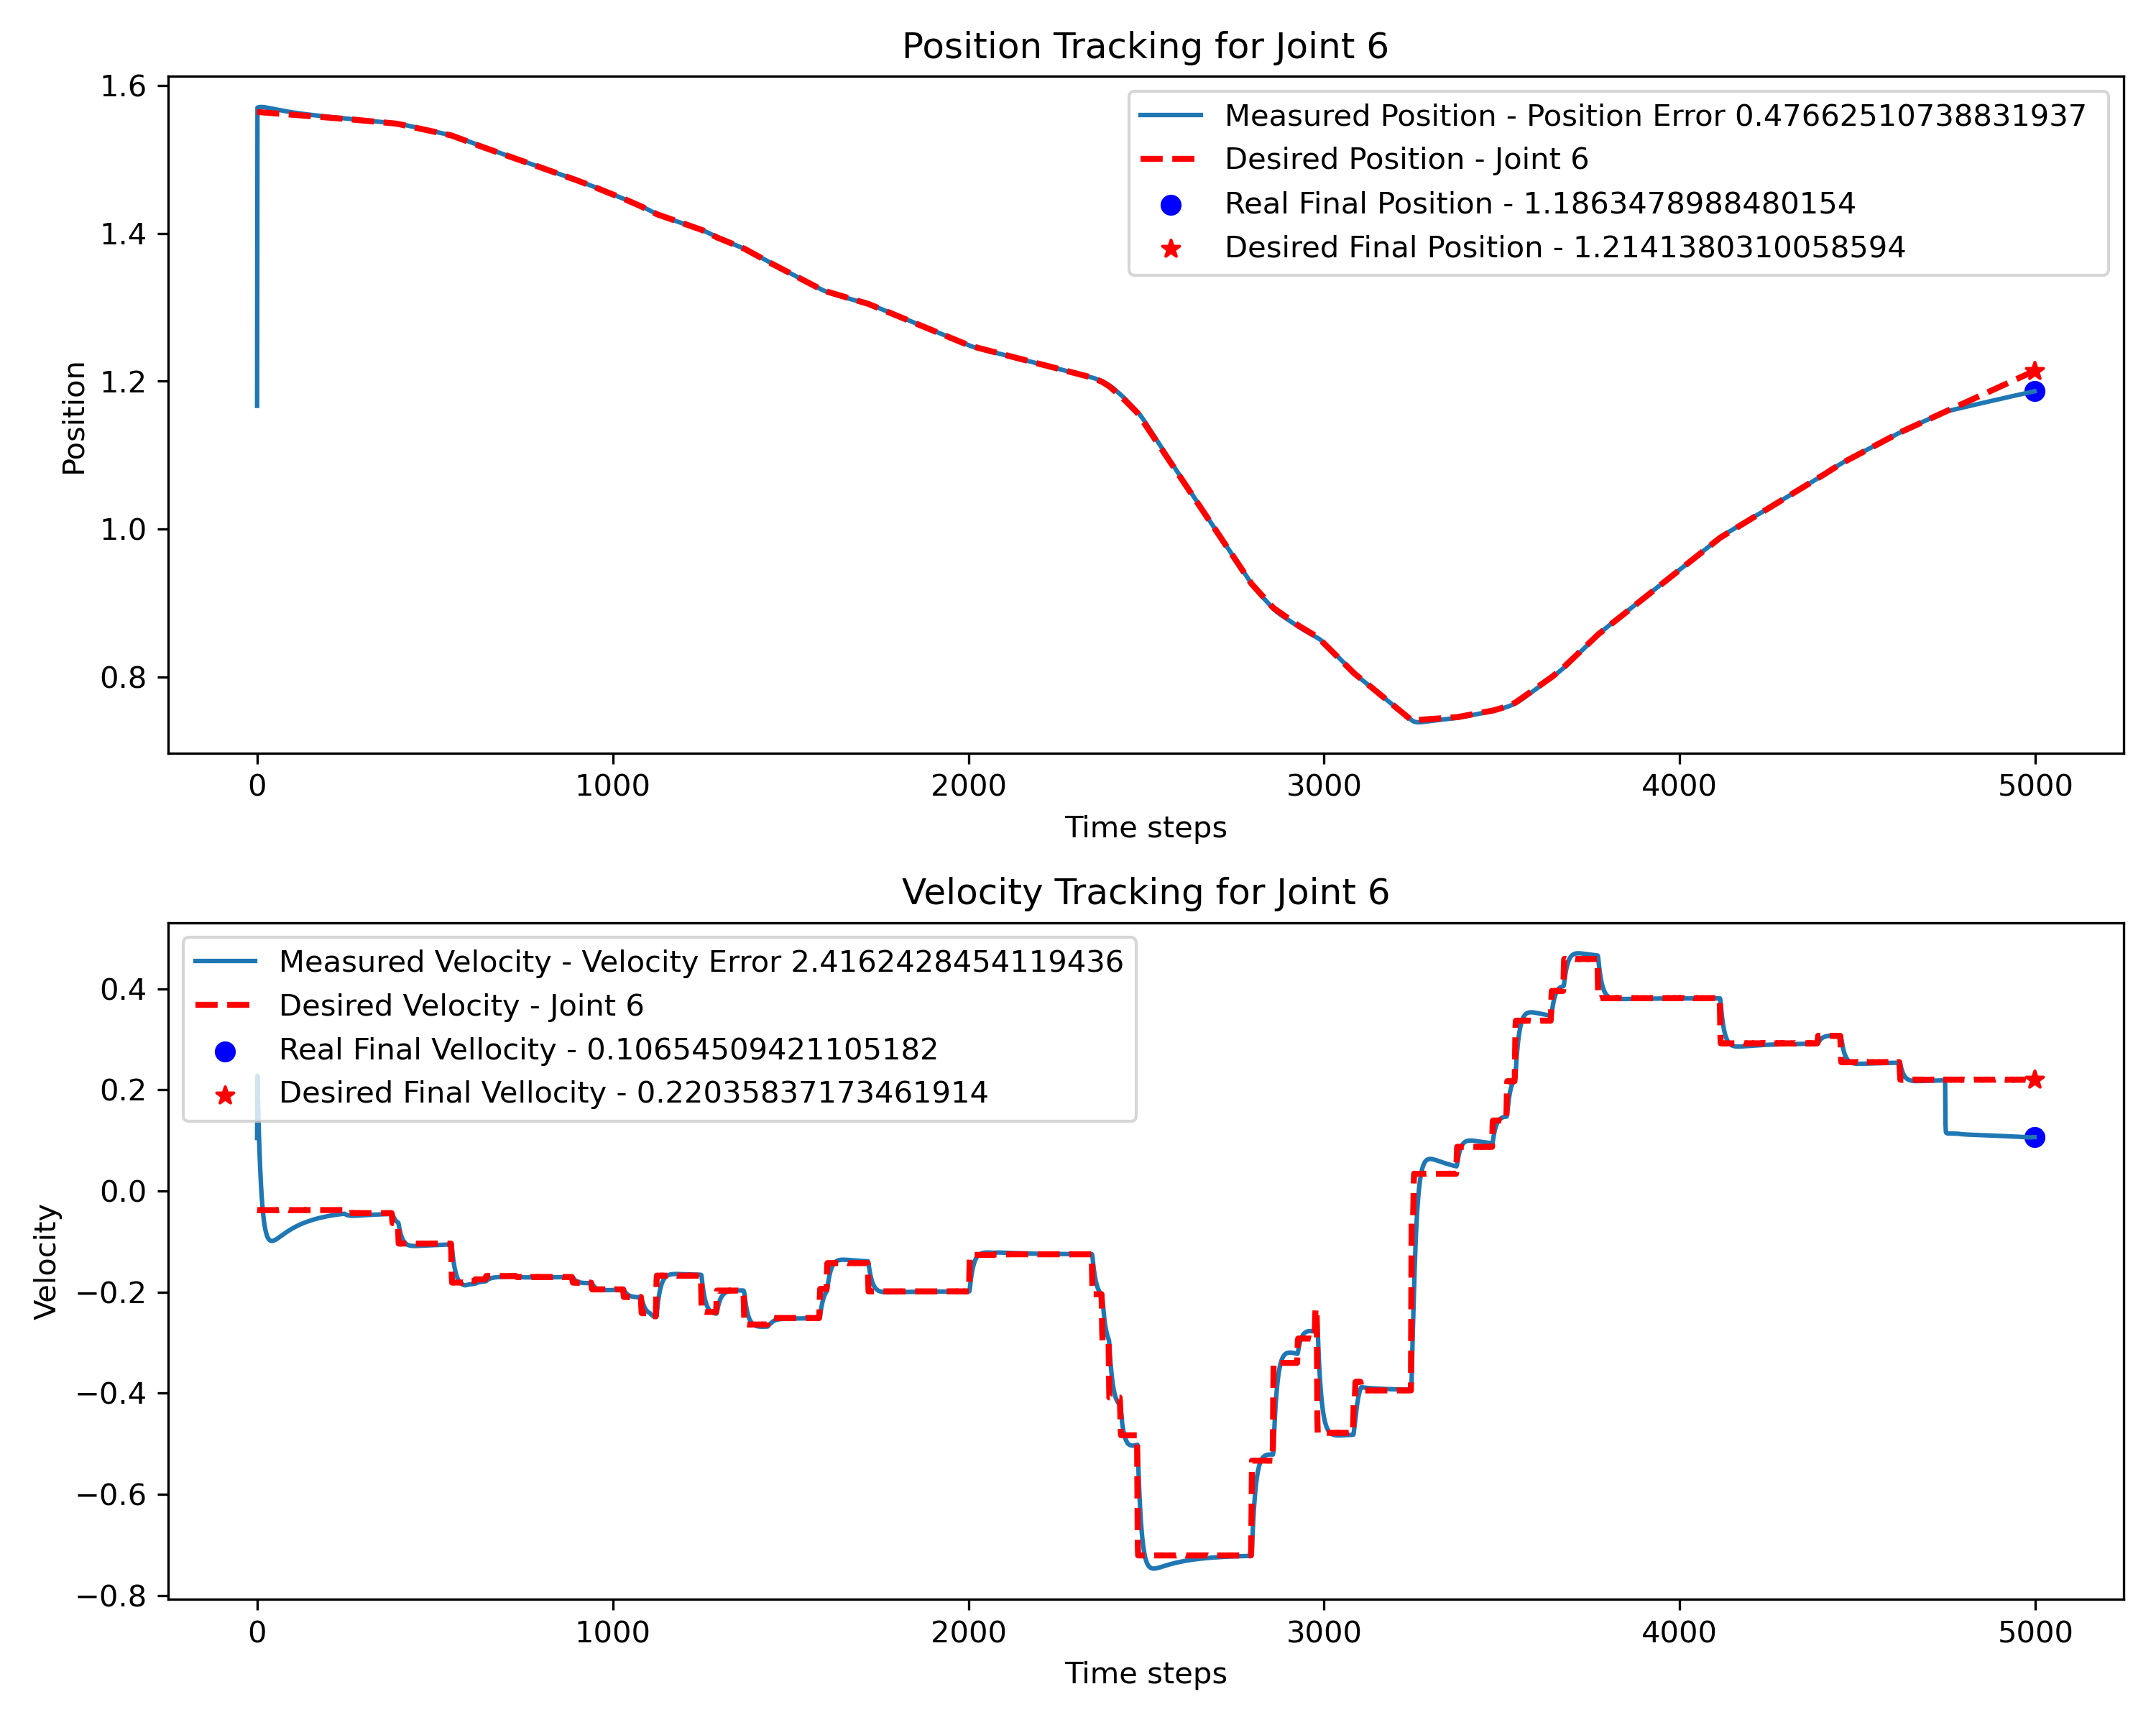 Position Tracking for Joint 6
Measured Position - Position Error 0.47662510738831937
Desired Position - Joint 6
Real Final Position - 1.1863478988480154
Desired Final Position - 1.2141380310058594
1.6
1.4
1.2
1.0
0.8
Position
0 1000 2000 3000 4000 5000
Time steps
Velocity Tracking for Joint 6
Measured Velocity - Velocity Error 2.4162428454119436
Desired Velocity - Joint 6
Real Final Vellocity - 0.10654509421105182
Desired Final Vellocity - 0.22035837173461914
0.4
0.2
0.0
−0.2
−0.4
−0.6
−0.8
Velocity
0 1000 2000 3000 4000 5000
Time steps